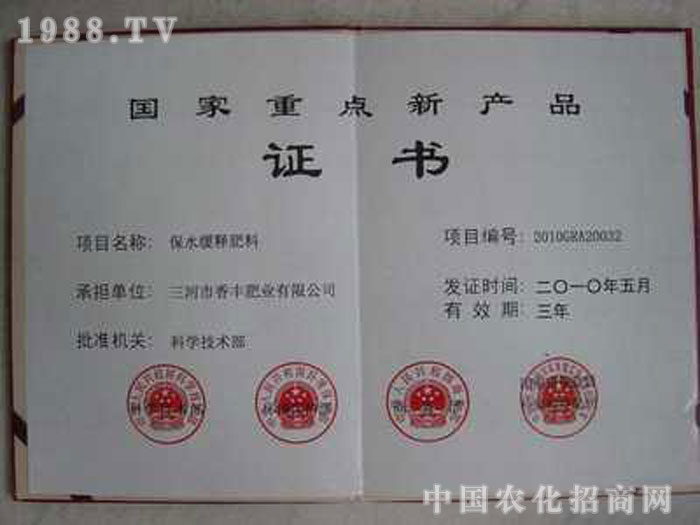 1988.TV
国家重点新产品
证书
项目名称：保水缓释肥料
承担单位：三河市香丰肥业有限公司
批准机关：科学技术部
项目编号：2010GRA20032
发证时间：二〇一〇年五月
有效期：三年
中国农化招商网